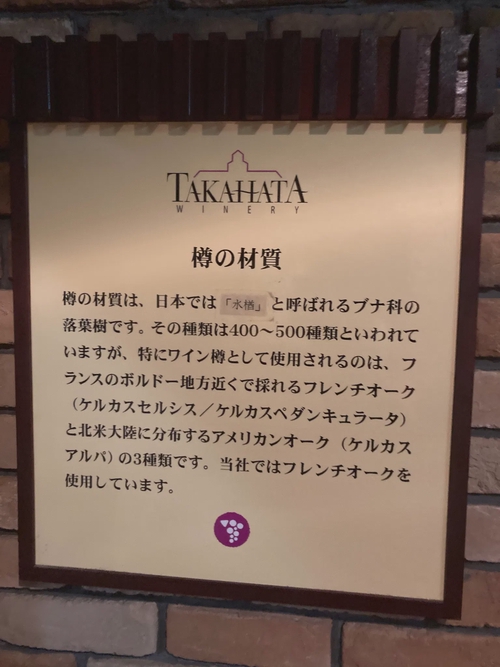 TAKAHATA
WINERY
樽の材質
樽の材質は、日本では「水楢」と呼ばれるブナ科の
落葉樹です。その種類は400〜500種類といわれて
いますが、特にワイン樽として使用されるのは、フ
ランスのボルドー地方近くで採れるフレンチオーク
（ケルカスセルシス／ケルカスペダンキュラータ）
と北米大陸に分布するアメリカンオーク（ケルカス
アルバ）の3種類です。当社ではフレンチオークを
使用しています。